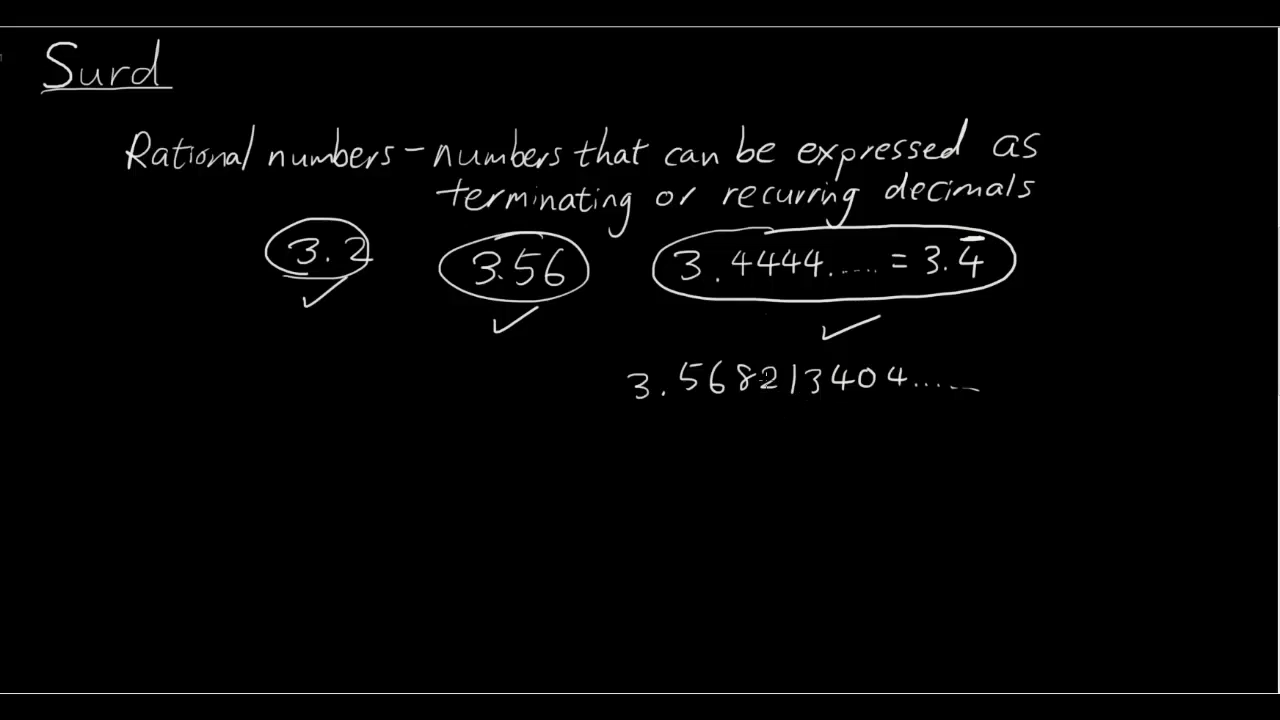 Surd
Rational numbers - numbers that can be expressed as
terminating or recurring decimals
3.2 3.56 3.4444..... = 3.4̅
3.568213404......